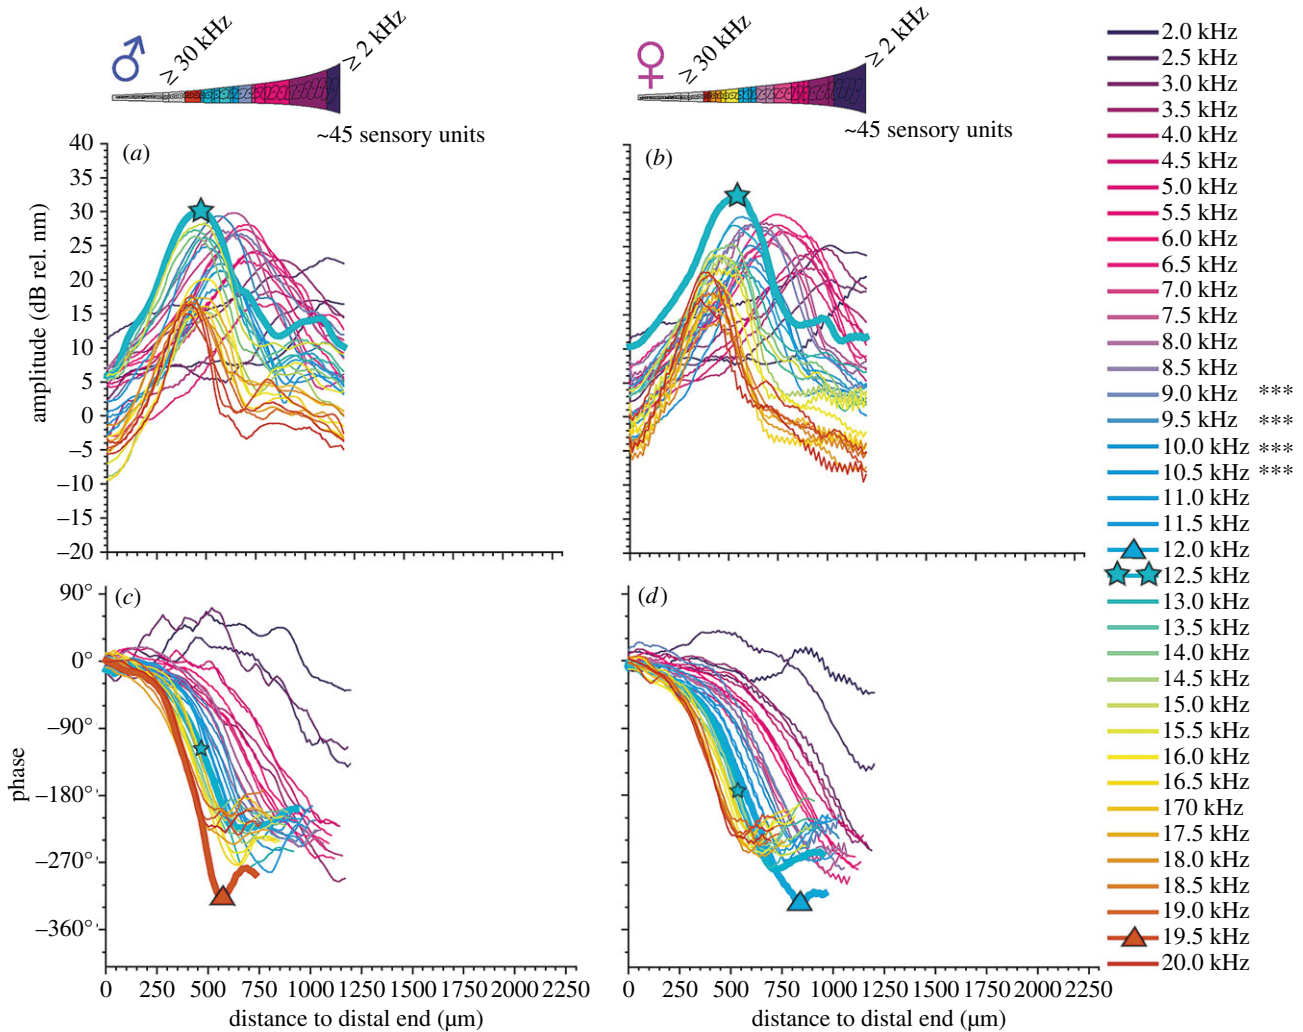 ♂ ≥ 30 kHz ≥ 2 kHz
~45 sensory units
♀ ≥ 30 kHz ≥ 2 kHz
~45 sensory units
(a)
40
35
30
25
20
15
10
5
0
−5
−10
−15
−20
amplitude (dB rel. nm)
(b)
(c)
90°
0°
−90°
−180°
−270°
−360°
phase
0 250 500 750 1000 1250 1500 1750 2000 2250
distance to distal end (µm)
(d)
0 250 500 750 1000 1250 1500 1750 2000 2250
distance to distal end (µm)
2.0 kHz
2.5 kHz
3.0 kHz
3.5 kHz
4.0 kHz
4.5 kHz
5.0 kHz
5.5 kHz
6.0 kHz
6.5 kHz
7.0 kHz
7.5 kHz
8.0 kHz
8.5 kHz
9.0 kHz ***
9.5 kHz ***
10.0 kHz ***
10.5 kHz ***
11.0 kHz
11.5 kHz
12.0 kHz
12.5 kHz
13.0 kHz
13.5 kHz
14.0 kHz
14.5 kHz
15.0 kHz
15.5 kHz
16.0 kHz
16.5 kHz
170 kHz
17.5 kHz
18.0 kHz
18.5 kHz
19.0 kHz
19.5 kHz
20.0 kHz